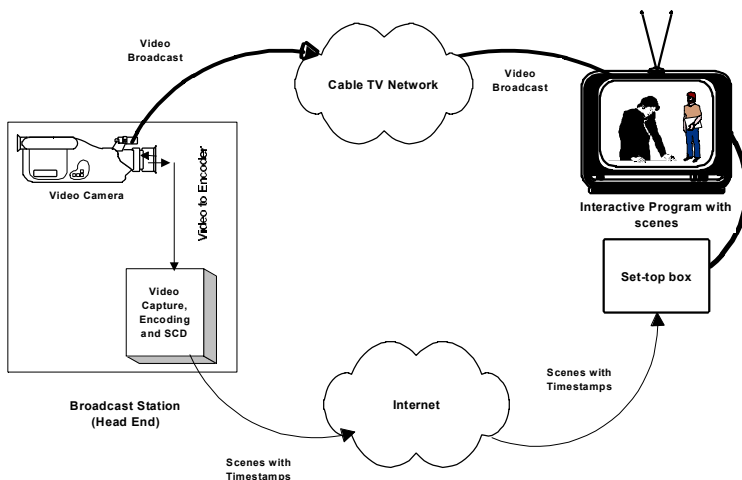 Video
Broadcast
Cable TV Network
Video
Broadcast
Video Camera
Video to Encoder
Interactive Program with
scenes
Set-top box
Video
Capture,
Encoding
and SCD
Scenes with
Timestamps
Internet
Broadcast Station
(Head End)
Scenes with
Timestamps